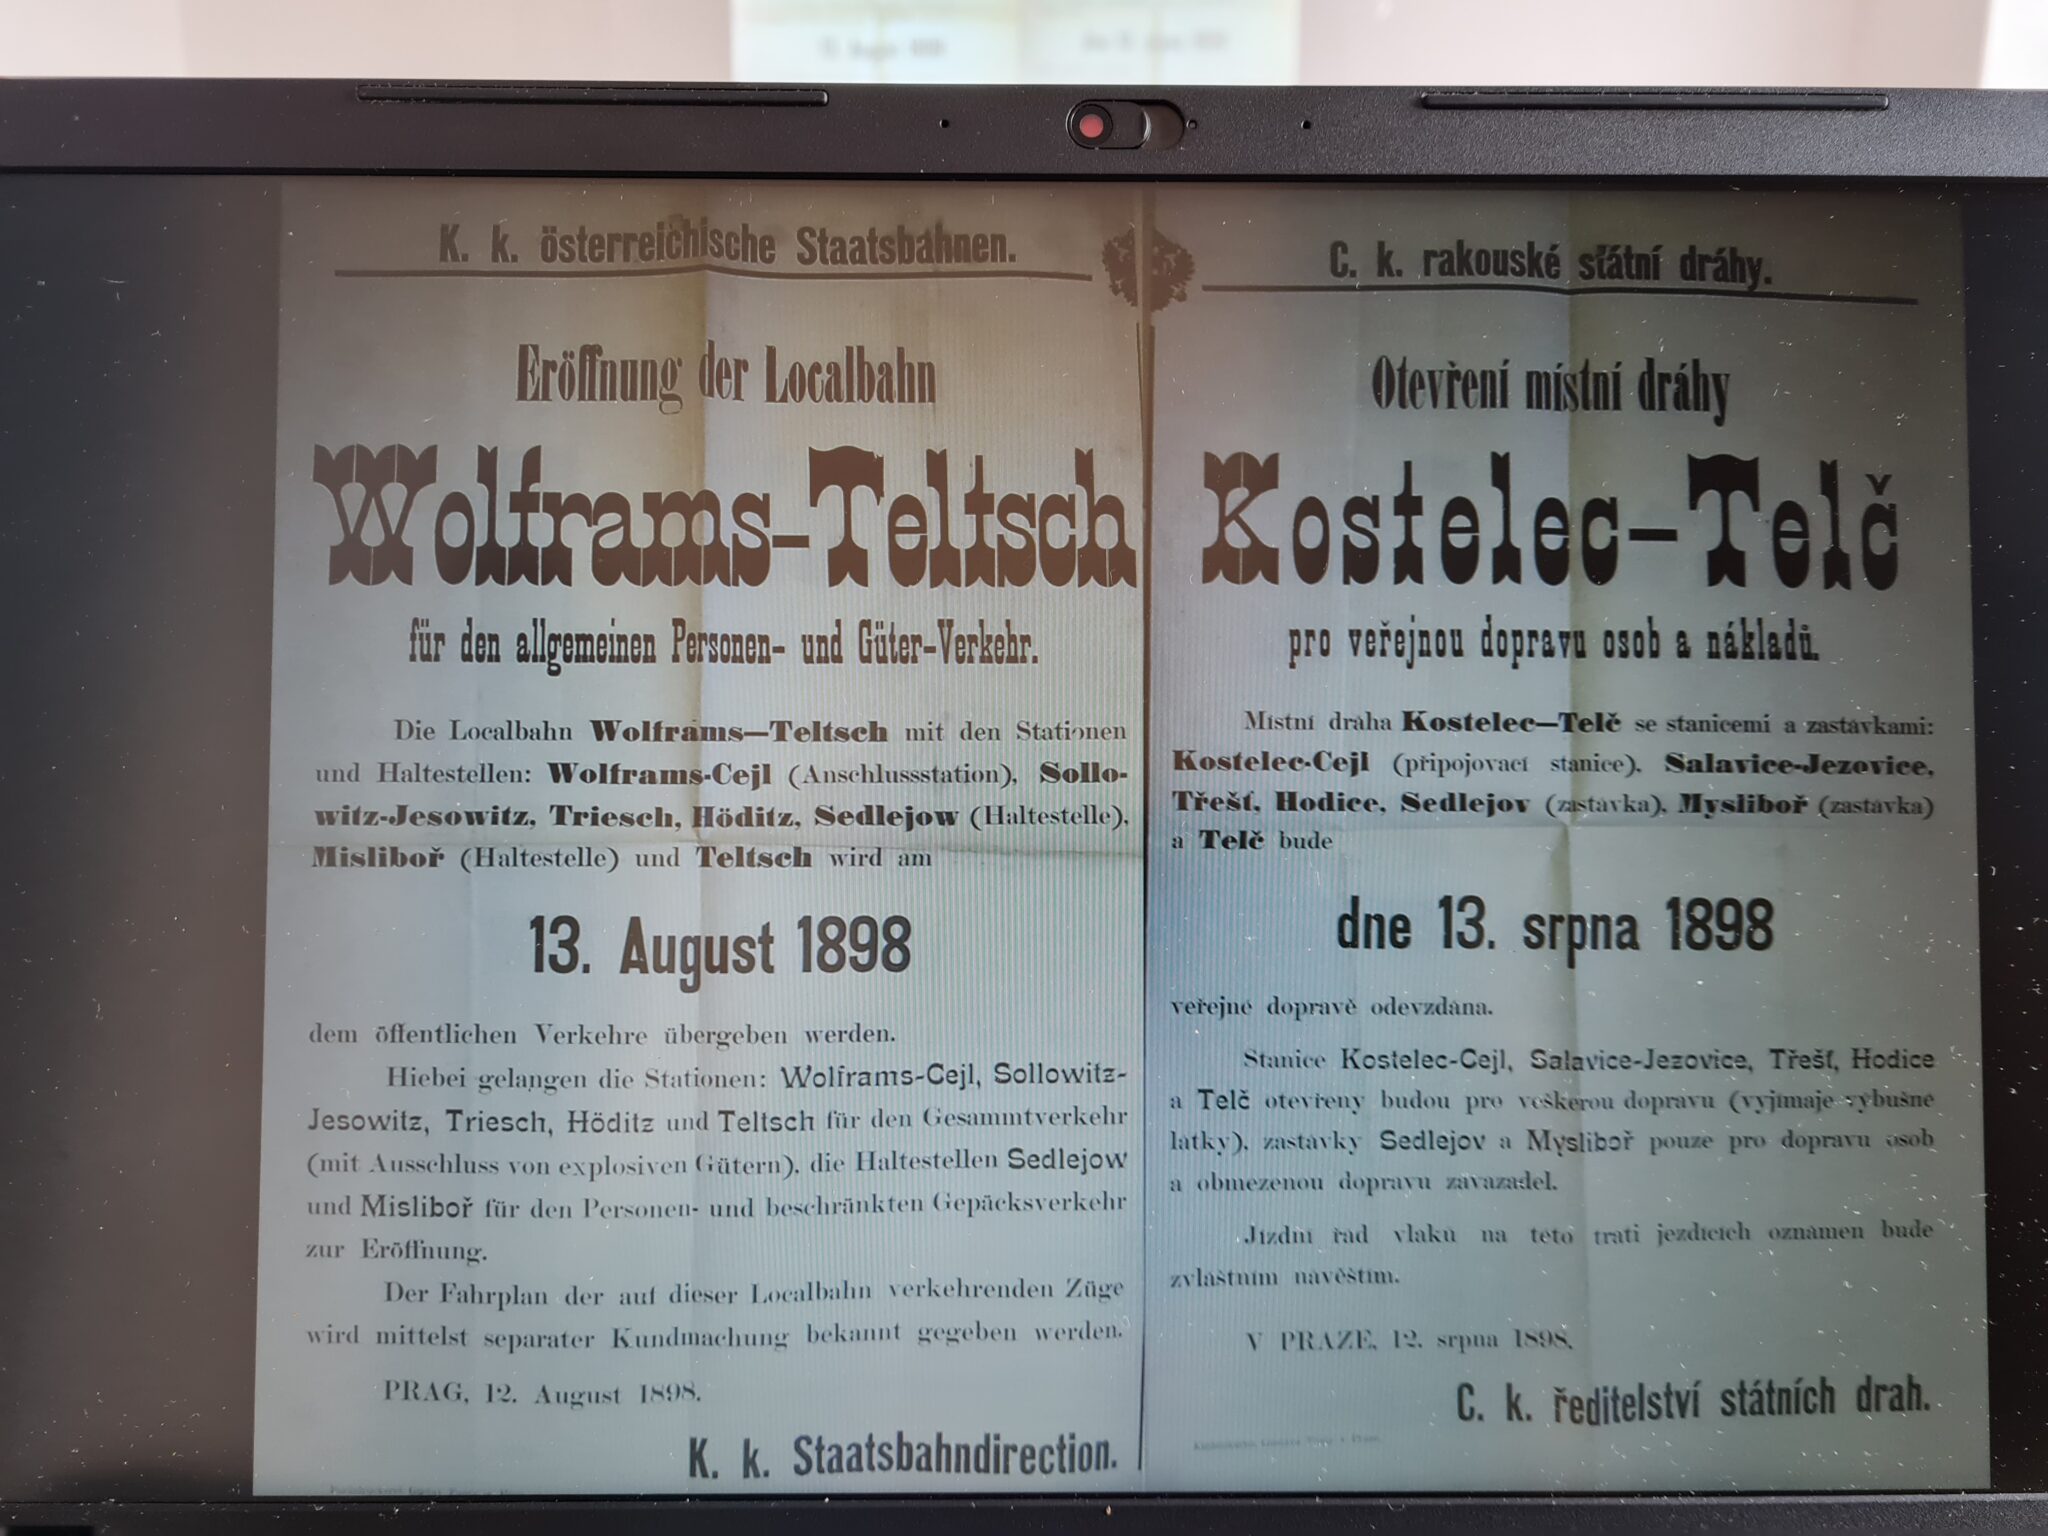 K. k. österreichische Staatsbahnen.
Eröffnung der Localbahn
Wolframs–Teltsch
für den allgemeinen Personen- und Güter-Verkehr.
Die Localbahn Wolframs—Teltsch mit den Stationen
und Haltestellen: Wolframs-Cejl (Anschlussstation), Sollo-
witz-Jesowitz, Triesch, Höditz, Sedlejow (Haltestelle),
Misliboř (Haltestelle) und Teltsch wird am
13. August 1898
dem öffentlichen Verkehre übergeben werden.
Hiebei gelangen die Stationen: Wolframs-Cejl, Sollowitz-
Jesowitz, Triesch, Höditz und Teltsch für den Gesammtverkehr
(mit Ausschluss von explosiven Gütern), die Haltestellen Sedlejow
und Misliboř für den Personen- und beschränkten Gepäcksverkehr
zur Eröffnung.
Der Fahrplan der auf dieser Localbahn verkehrenden Züge
wird mittelst separater Kundmachung bekannt gegeben werden.
PRAG, 12. August 1898.
K. k. Staatsbahndirection.
C. k. rakouské státní dráhy.
Otevření místní dráhy
Kostelec–Telč
pro veřejnou dopravu osob a nákladů.
Místní dráha Kostelec—Telč se stanicemi a zastávkami:
Kostelec-Cejl (připojovací stanice), Salavice-Jezovice,
Třešť, Hodice, Sedlejov (zastávka), Mysliboř (zastávka)
a Telč bude
dne 13. srpna 1898
veřejné dopravě odevzdána.
Stanice Kostelec-Cejl, Salavice-Jezovice, Třešť, Hodice
a Telč otevřeny budou pro veškerou dopravu (vyjímaje výbušné
látky), zastávky Sedlejov a Mysliboř pouze pro dopravu osob
a obmezenou dopravu zavazadel.
Jízdní řád vlaků na této trati jezdících oznámen bude
zvláštním návěštím.
V PRAZE, 12. srpna 1898.
C. k. ředitelství státních drah.